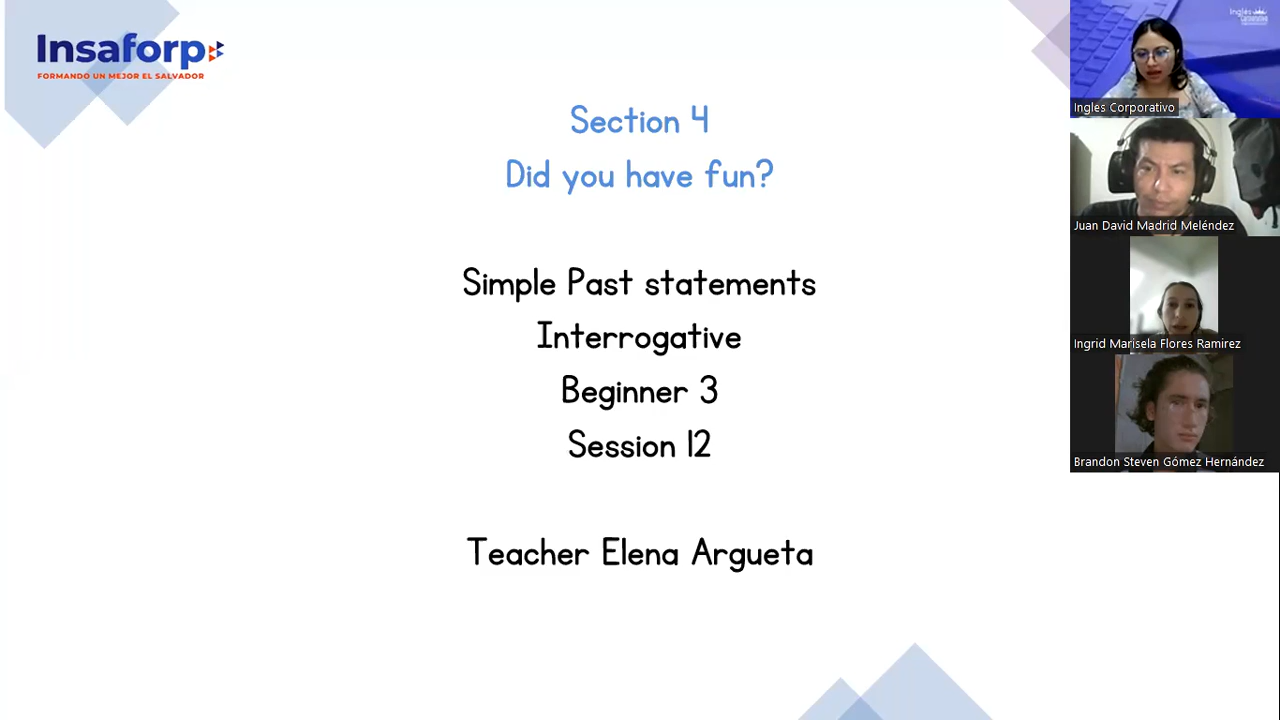 Insaforp
FORMANDO UN MEJOR EL SALVADOR
Section 4
Did you have fun?
Simple Past statements
Interrogative
Beginner 3
Session 12
Teacher Elena Argueta
Ingles Corporativo
Juan David Madrid Meléndez
Ingrid Marisela Flores Ramirez
Brandon Steven Gómez Hernández